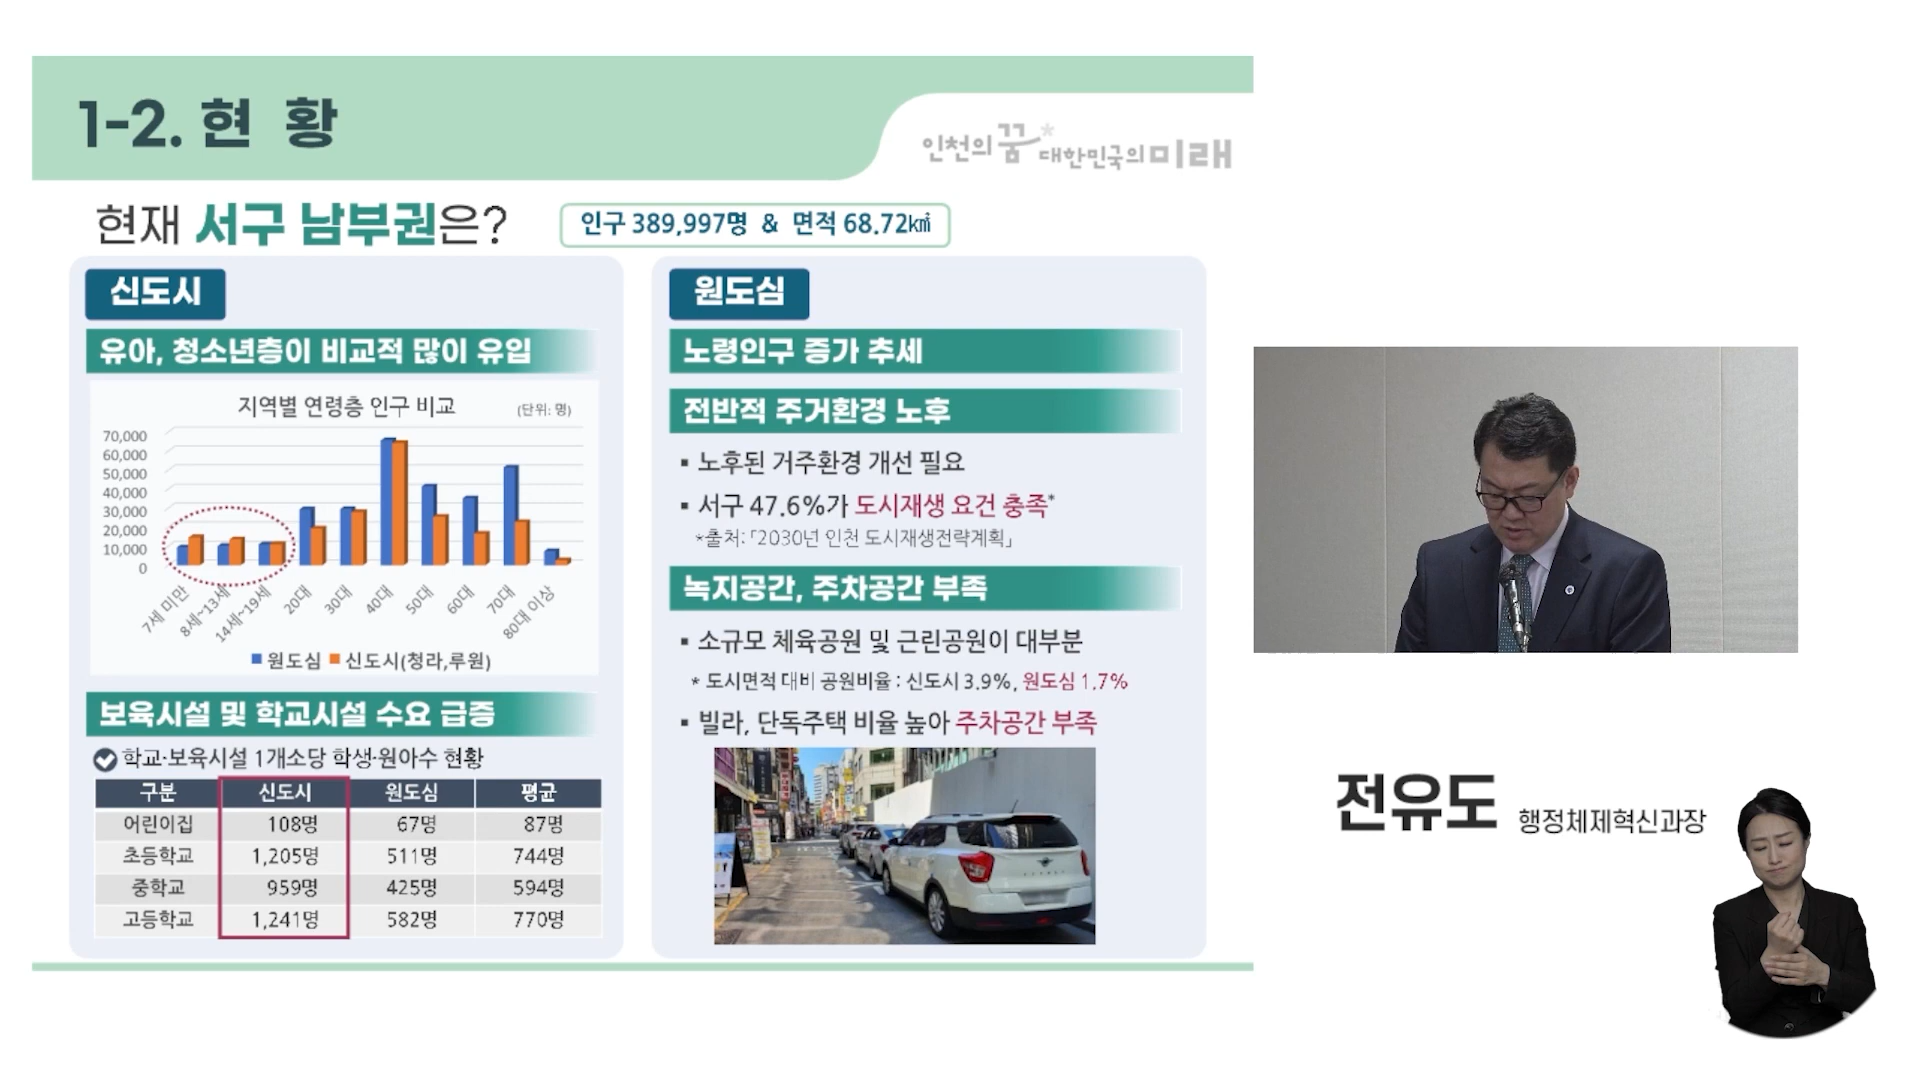 1-2. 현 황
인천의 꿈* 대한민국의 미래
현재 서구 남부권은?
인구 389,997명 & 면적 68.72㎢
신도시
유아, 청소년층이 비교적 많이 유입
지역별 연령층 인구 비교
(단위: 명)
70,000
60,000
50,000
40,000
30,000
20,000
10,000
0
7세 미만
8세~13세
14세~19세
20대
30대
40대
50대
60대
70대
80대 이상
원도심 신도시(청라,루원)
보육시설 및 학교시설 수요 급증
학교·보육시설 1개소당 학생·원아수 현황
구분 신도시 원도심 평균
어린이집 108명 67명 87명
초등학교 1,205명 511명 744명
중학교 959명 425명 594명
고등학교 1,241명 582명 770명
원도심
노령인구 증가 추세
전반적 주거환경 노후
▪ 노후된 거주환경 개선 필요
▪ 서구 47.6%가 도시재생 요건 충족*
*출처: 「2030년 인천 도시재생전략계획」
녹지공간, 주차공간 부족
▪ 소규모 체육공원 및 근린공원이 대부분
* 도시면적 대비 공원비율 : 신도시 3.9%, 원도심 1.7%
▪ 빌라, 단독주택 비율 높아 주차공간 부족
전유도 행정체제혁신과장